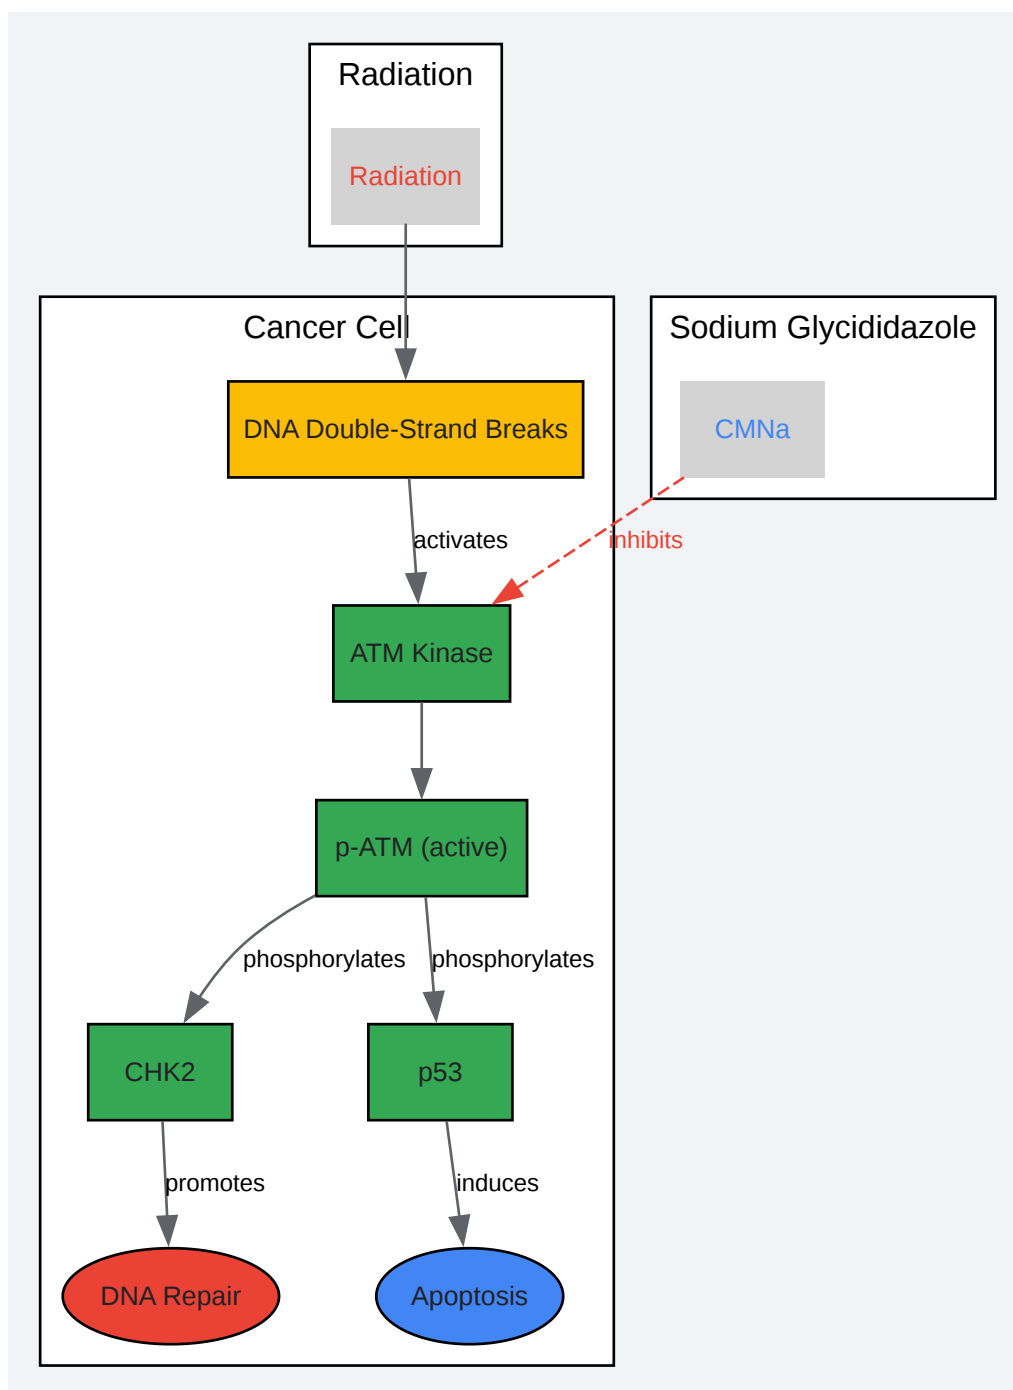 Radiation
Radiation
Cancer Cell
Sodium Glycididazole
DNA Double-Strand Breaks
CMNa
activates
inhibits
ATM Kinase
p-ATM (active)
phosphorylates
phosphorylates
CHK2
p53
promotes
induces
DNA Repair
Apoptosis